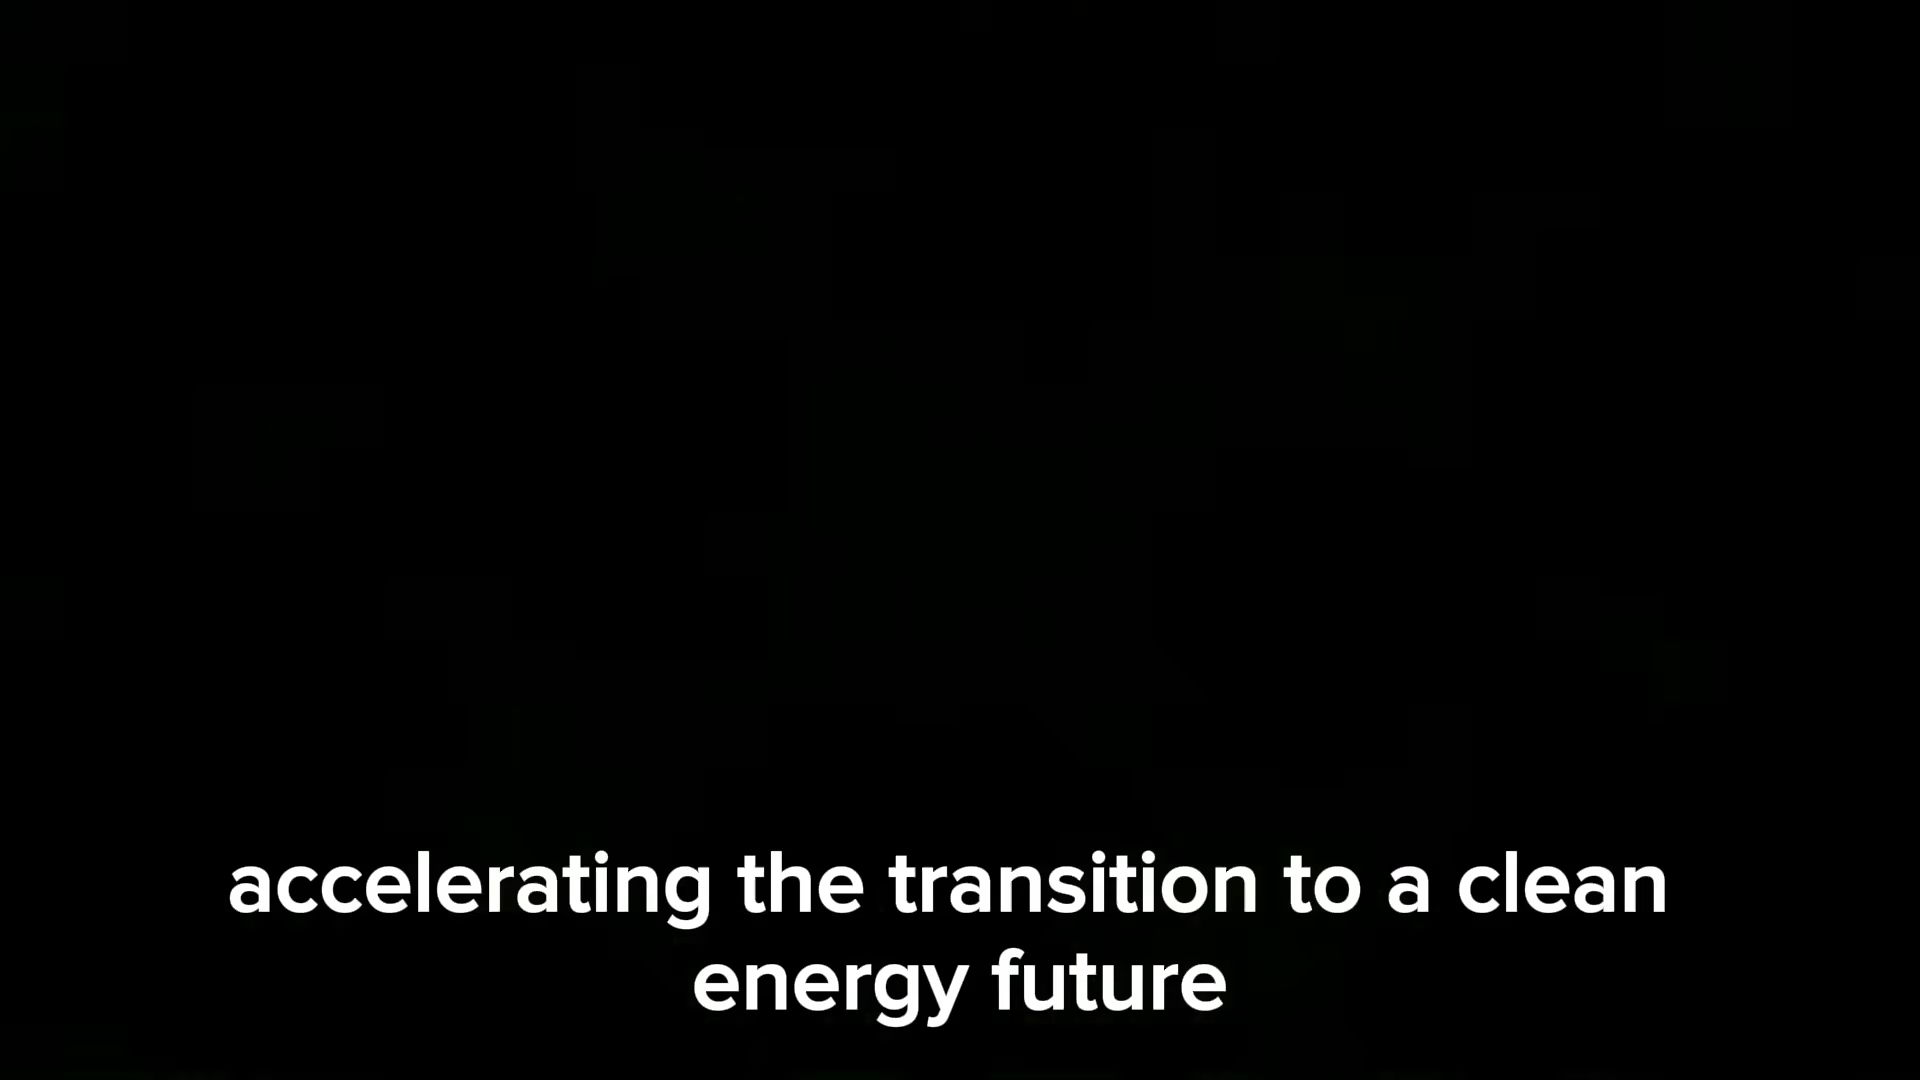 accelerating the transition to a clean
energy future